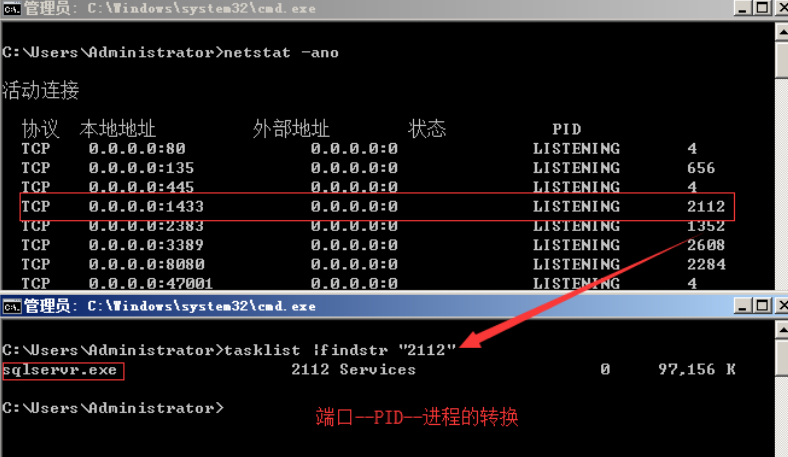 管理员: C:\Windows\system32\cmd.exe
C:\Users\Administrator>netstat -ano
活动连接
协议 本地地址 外部地址 状态 PID
TCP 0.0.0.0:80 0.0.0.0:0 LISTENING 4
TCP 0.0.0.0:135 0.0.0.0:0 LISTENING 656
TCP 0.0.0.0:445 0.0.0.0:0 LISTENING 4
TCP 0.0.0.0:1433 0.0.0.0:0 LISTENING 2112
TCP 0.0.0.0:2383 0.0.0.0:0 LISTENING 1352
TCP 0.0.0.0:3389 0.0.0.0:0 LISTENING 2608
TCP 0.0.0.0:8080 0.0.0.0:0 LISTENING 2284
TCP 0.0.0.0:47001 0.0.0.0:0 LISTENING 4
管理员: C:\Windows\system32\cmd.exe
C:\Users\Administrator>tasklist |findstr "2112"
sqlservr.exe 2112 Services 0 97,156 K
C:\Users\Administrator>
端口--PID--进程的转换